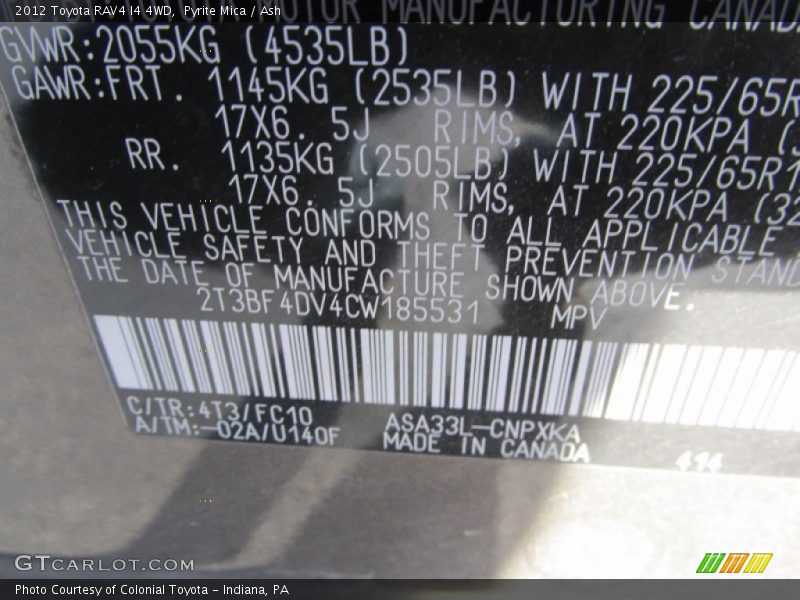 2012 Toyota RAV4 I4 4WD, Pyrite Mica / Ash
MOTOR MANUFACTURING CANADA
GVWR:2055KG (4535LB)
GAWR:FRT. 1145KG (2535LB) WITH 225/65R
17X6. 5J RIMS, AT 220KPA (3
RR. 1135KG (2505LB) WITH 225/65R1
17X6. 5J RIMS, AT 220KPA (32
THIS VEHICLE CONFORMS TO ALL APPLICABLE
VEHICLE SAFETY AND THEFT PREVENTION STAND
THE DATE OF MANUFACTURE SHOWN ABOVE.
2T3BF4DV4CW185531 MPV
C/TR:4T3/FC10 ASA33L-CNPXKA
A/TM:-02A/U140F MADE IN CANADA
414
GTCARLOT.COM
Photo Courtesy of Colonial Toyota - Indiana, PA